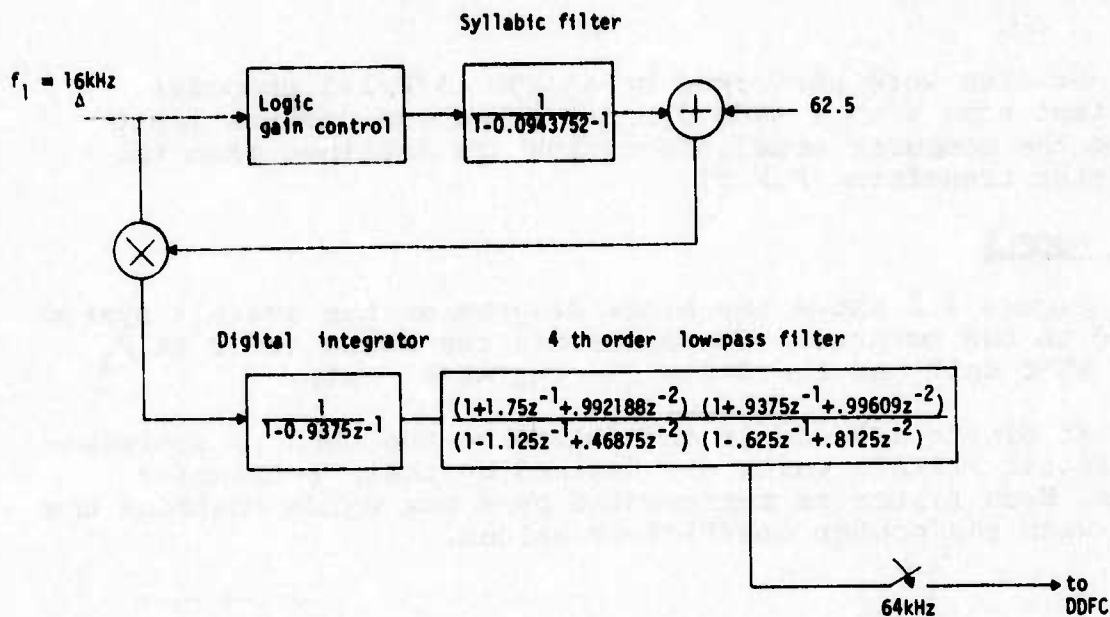 Syllabic filter
f₁ = 16kHz
Δ
Logic
gain control
1
1-0.094375z-1
+
62.5
×
Digital integrator
4 th order low-pass filter
1
1-0.9375z-1
(1+1.75z⁻¹+.992188z⁻²) (1+.9375z⁻¹+.99609z⁻²)
(1-1.125z⁻¹+.46875z⁻²) (1-.625z⁻¹+.8125z⁻²)
64kHz
to
DDFC